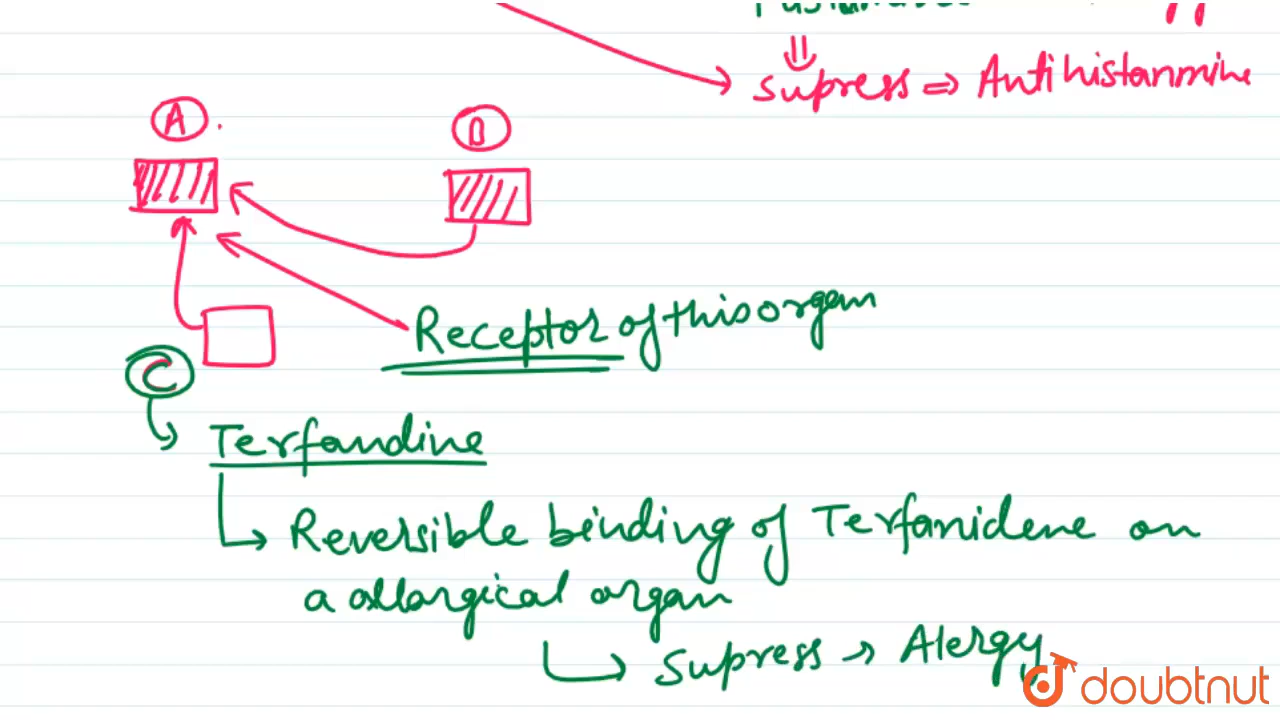 supress ⇒ Antihistanmine
A
B
Receptor of this organ
C
Terfandine
Reversible binding of Terfanidene on
a allargical organ
supress → Alergy
doubtnut